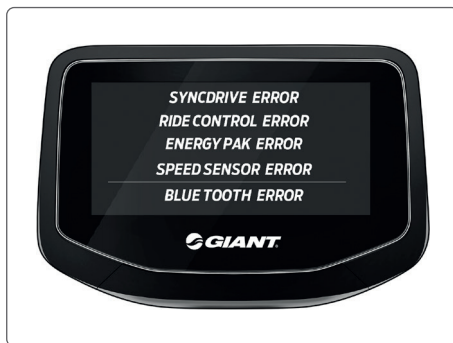 SYNCDRIVE ERROR
RIDE CONTROL ERROR
ENERGY PAK ERROR
SPEED SENSOR ERROR
BLUE TOOTH ERROR
GIANT